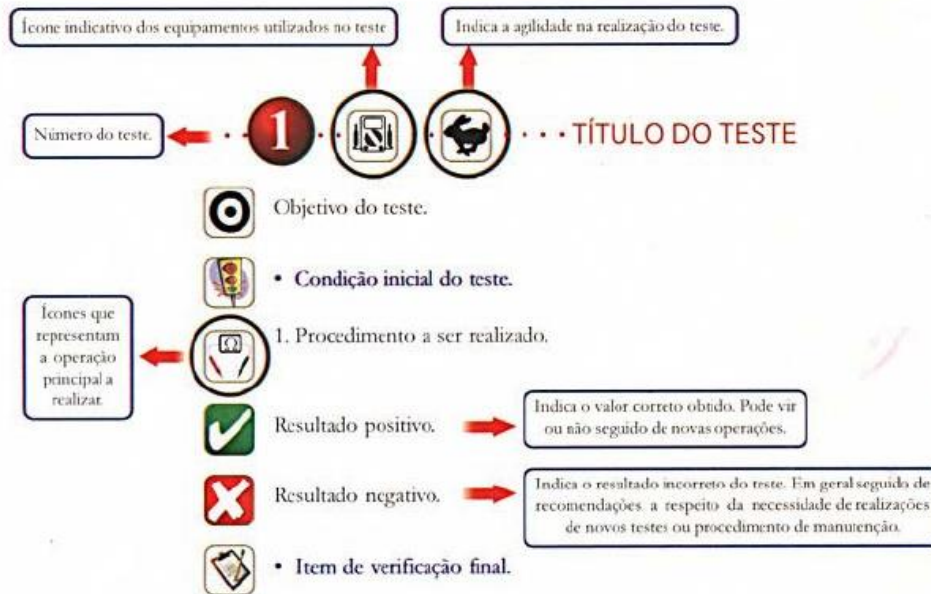 Ícone indicativo dos equipamentos utilizados no teste
Indica a agilidade na realização do teste.
Número do teste.
1
TÍTULO DO TESTE
Objetivo do teste.
• Condição inicial do teste.
Ícones que
representam
a operação
principal a
realizar.
Ω
1. Procedimento a ser realizado.
Resultado positivo.
Indica o valor correto obtido. Pode vir
ou não seguido de novas operações.
Resultado negativo.
Indica o resultado incorreto do teste. Em geral seguido de
recomendações a respeito da necessidade de realizações
de novos testes ou procedimento de manutenção.
• Item de verificação final.